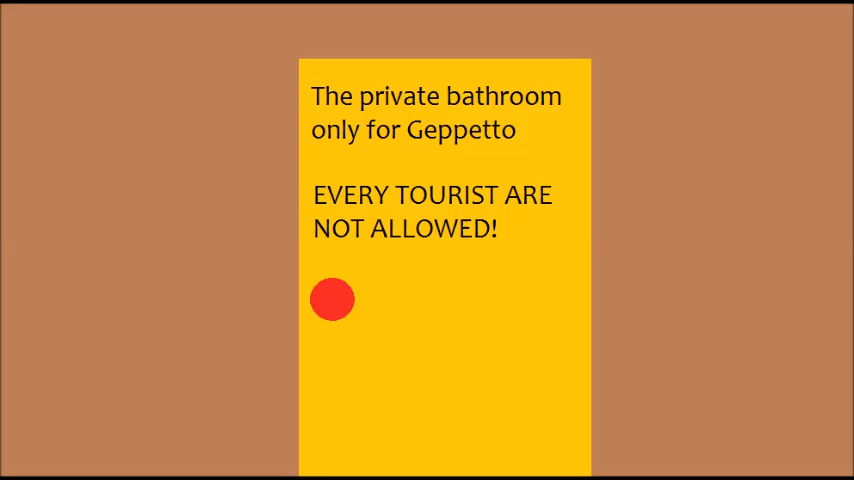 The private bathroom
only for Geppetto
EVERY TOURIST ARE
NOT ALLOWED!